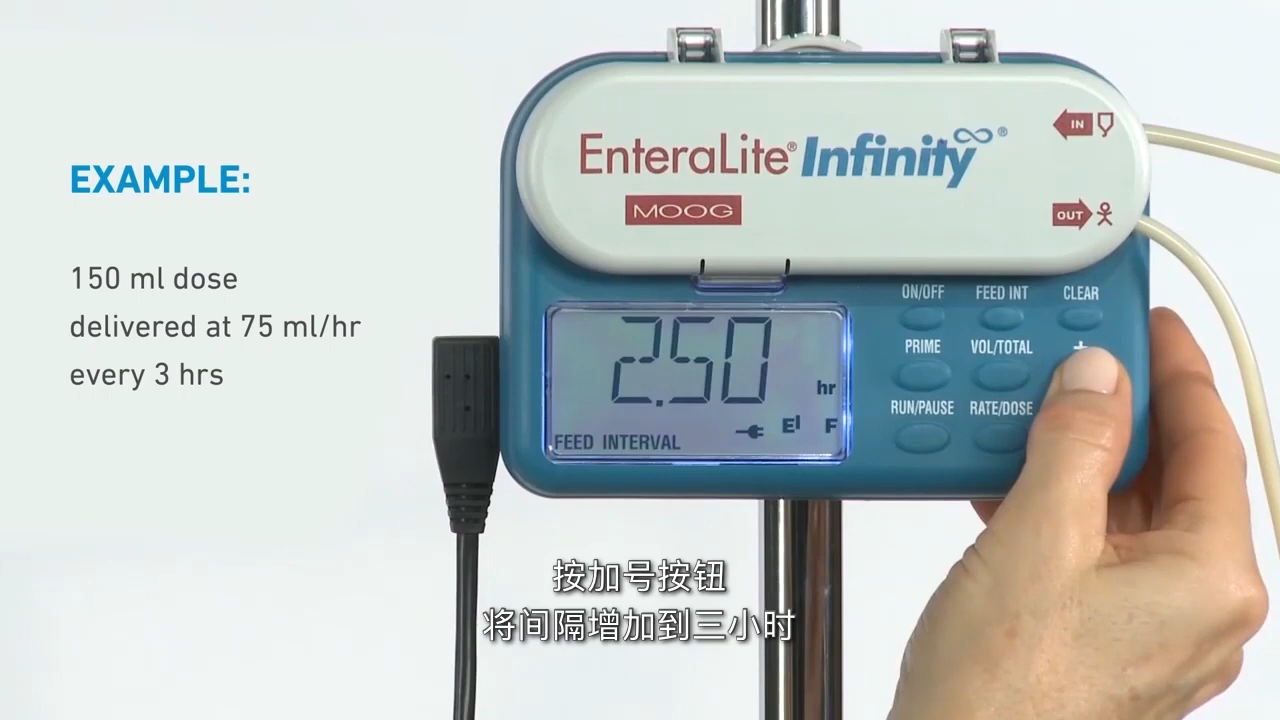 EXAMPLE:
150 ml dose
delivered at 75 ml/hr
every 3 hrs
EnteraLite® Infinity®
MOOG
IN
OUT
ON/OFF FEED INT CLEAR
PRIME VOL/TOTAL +
RUN/PAUSE RATE/DOSE
2.50
hr
E F
FEED INTERVAL
按加号按钮
将间隔增加到三小时